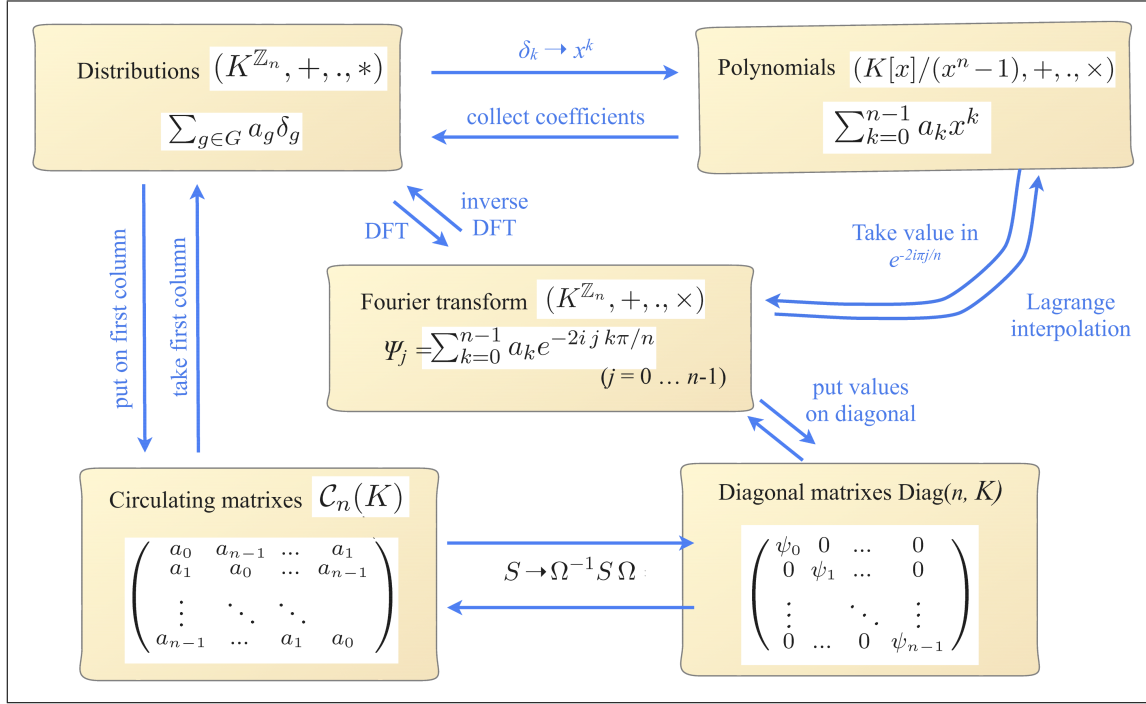 Distributions (K^{ℤ_n}, +, ., ∗)
∑_{g∈G} a_g δ_g
δ_k → x^k
collect coefficients
Polynomials (K[x]/(x^n − 1), +, ., ×)
∑_{k=0}^{n−1} a_k x^k
put on first column
take first column
DFT
inverse
DFT
Take value in
e^{-2iπj/n}
Lagrange
interpolation
Fourier transform (K^{ℤ_n}, +, ., ×)
Ψ_j = ∑_{k=0}^{n−1} a_k e^{−2i j kπ/n}
(j = 0 … n-1)
put values
on diagonal
Circulating matrixes 𝒞_n(K)
a_0 a_{n−1} ... a_1
a_1 a_0 ... a_{n−1}
⋮ ⋱ ⋱
a_{n−1} ... a_1 a_0
S → Ω^{−1} S Ω
Diagonal matrixes Diag(n, K)
ψ_0 0 ... 0
0 ψ_1 ... 0
⋮ ⋱ ⋮
0 ... 0 ψ_{n−1}